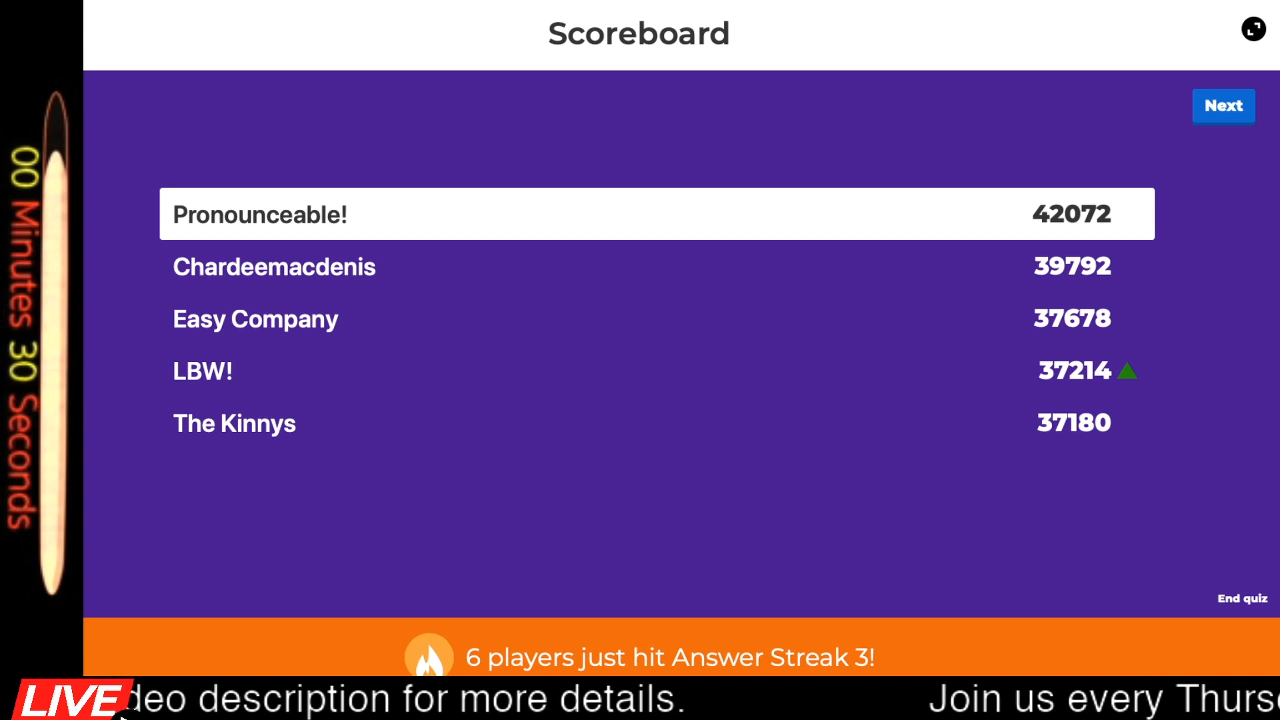 Scoreboard
Next
Pronounceable! 42072
Chardeemacdenis 39792
Easy Company 37678
LBW! 37214
The Kinnys 37180
End quiz
6 players just hit Answer Streak 3!
00 Minutes 30 Seconds
LIVE deo description for more details. Join us every Thurs